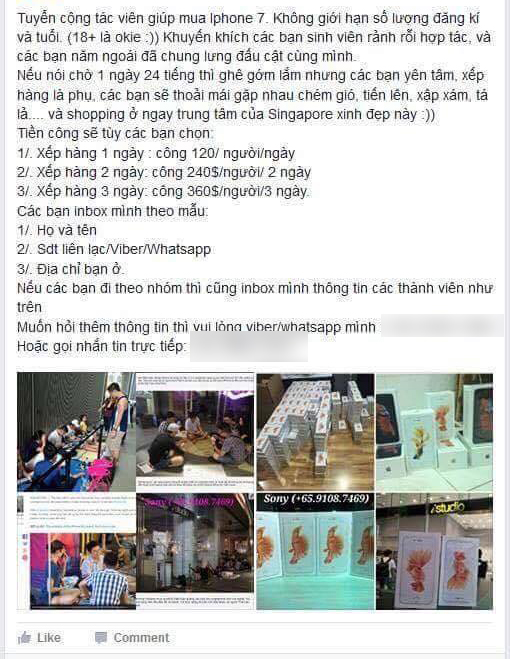 Tuyển cộng tác viên giúp mua Iphone 7. Không giới hạn số lượng đăng kí
và tuổi. (18+ là okie :)) Khuyến khích các bạn sinh viên rảnh rỗi hợp tác, và
các bạn năm ngoái đã chung lưng đấu cật cùng mình.
Nếu nói chờ 1 ngày 24 tiếng thì ghê gớm lắm nhưng các bạn yên tâm, xếp
hàng là phụ, các bạn sẽ thoải mái gặp nhau chém gió, tiến lên, xập xám, tá
lả.... và shopping ở ngay trung tâm của Singapore xinh đẹp này :))
Tiền công sẽ tùy các bạn chọn:
1/. Xếp hàng 1 ngày : công 120/ người/ngày
2/. Xếp hàng 2 ngày: công 240$/người/ 2 ngày
3/. Xếp hàng 3 ngày: công 360$/người/3 ngày.
Các bạn inbox mình theo mẫu:
1/. Họ và tên
2/. Sdt liên lạc/Viber/Whatsapp
3/. Địa chỉ bạn ở.
Nếu các bạn đi theo nhóm thì cũng inbox mình thông tin các thành viên như
trên
Muốn hỏi thêm thông tin thì vui lòng viber/whatsapp mình
Hoặc gọi nhắn tin trực tiếp:
Sony (+65.9108.7469)
Sony (+65.9108.7469)
studio
Like
Comment